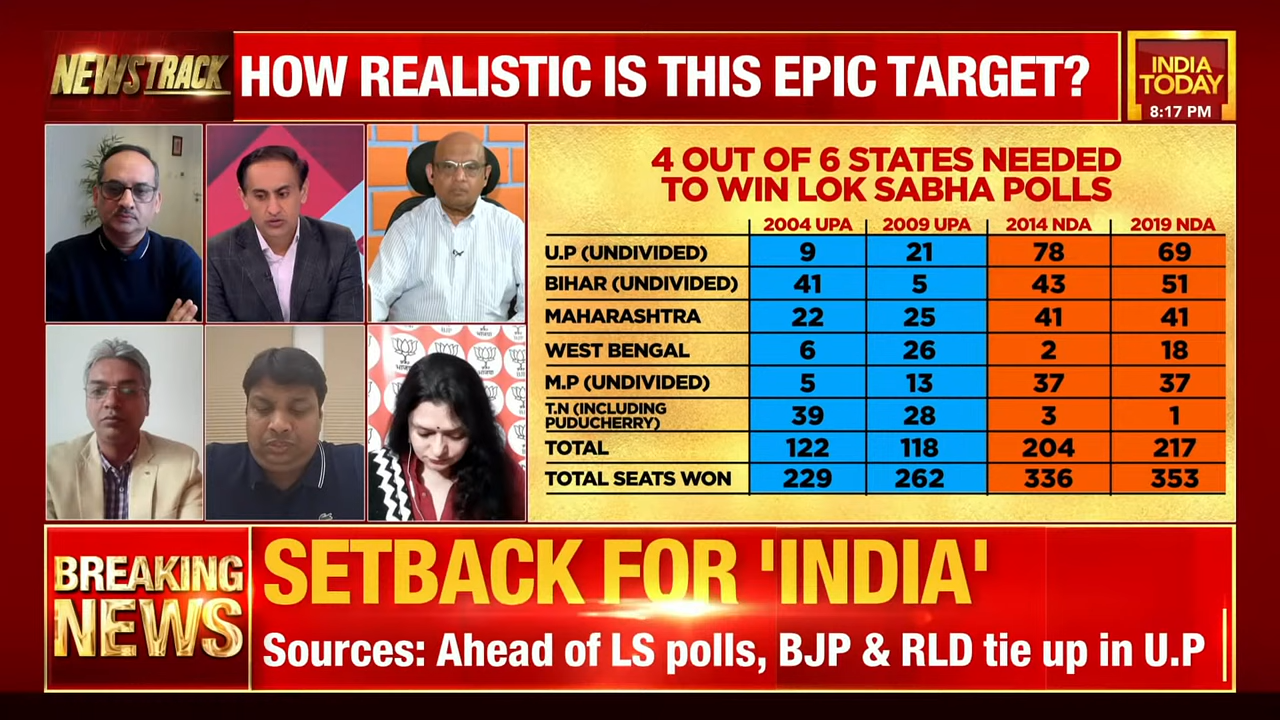 NEWSTRACK
HOW REALISTIC IS THIS EPIC TARGET?
INDIA
TODAY
8:17 PM
4 OUT OF 6 STATES NEEDED
TO WIN LOK SABHA POLLS
2004 UPA 2009 UPA 2014 NDA 2019 NDA
U.P (UNDIVIDED) 9 21 78 69
BIHAR (UNDIVIDED) 41 5 43 51
MAHARASHTRA 22 25 41 41
WEST BENGAL 6 26 2 18
M.P (UNDIVIDED) 5 13 37 37
T.N (INCLUDING
PUDUCHERRY) 39 28 3 1
TOTAL 122 118 204 217
TOTAL SEATS WON 229 262 336 353
BREAKING
NEWS
SETBACK FOR 'INDIA'
Sources: Ahead of LS polls, BJP & RLD tie up in U.P